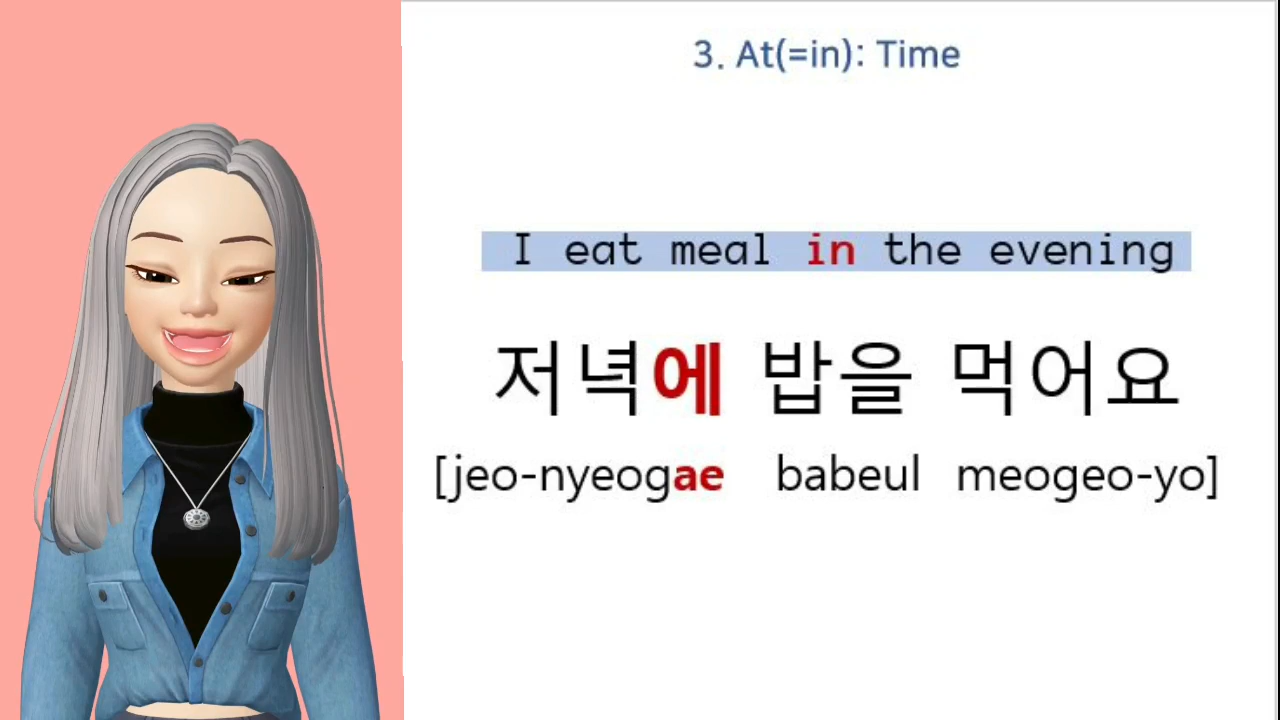 3. At(=in): Time
I eat meal in the evening
저녁에 밥을 먹어요
[jeo-nyeogae babeul meogeo-yo]